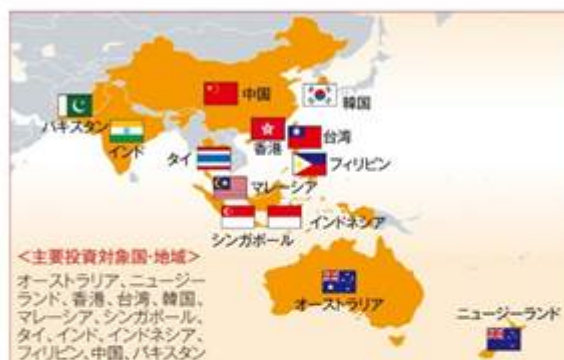 中国
韓国
パキスタン
インド
香港
台湾
タイ
フィリピン
マレーシア
シンガポール
インドネシア
<主要投資対象国・地域>
オーストラリア、ニュージー
ランド、香港、台湾、韓国、
マレーシア、シンガポール、
タイ、インド、インドネシア、
フィリピン、中国、パキスタン
オーストラリア
ニュージーランド